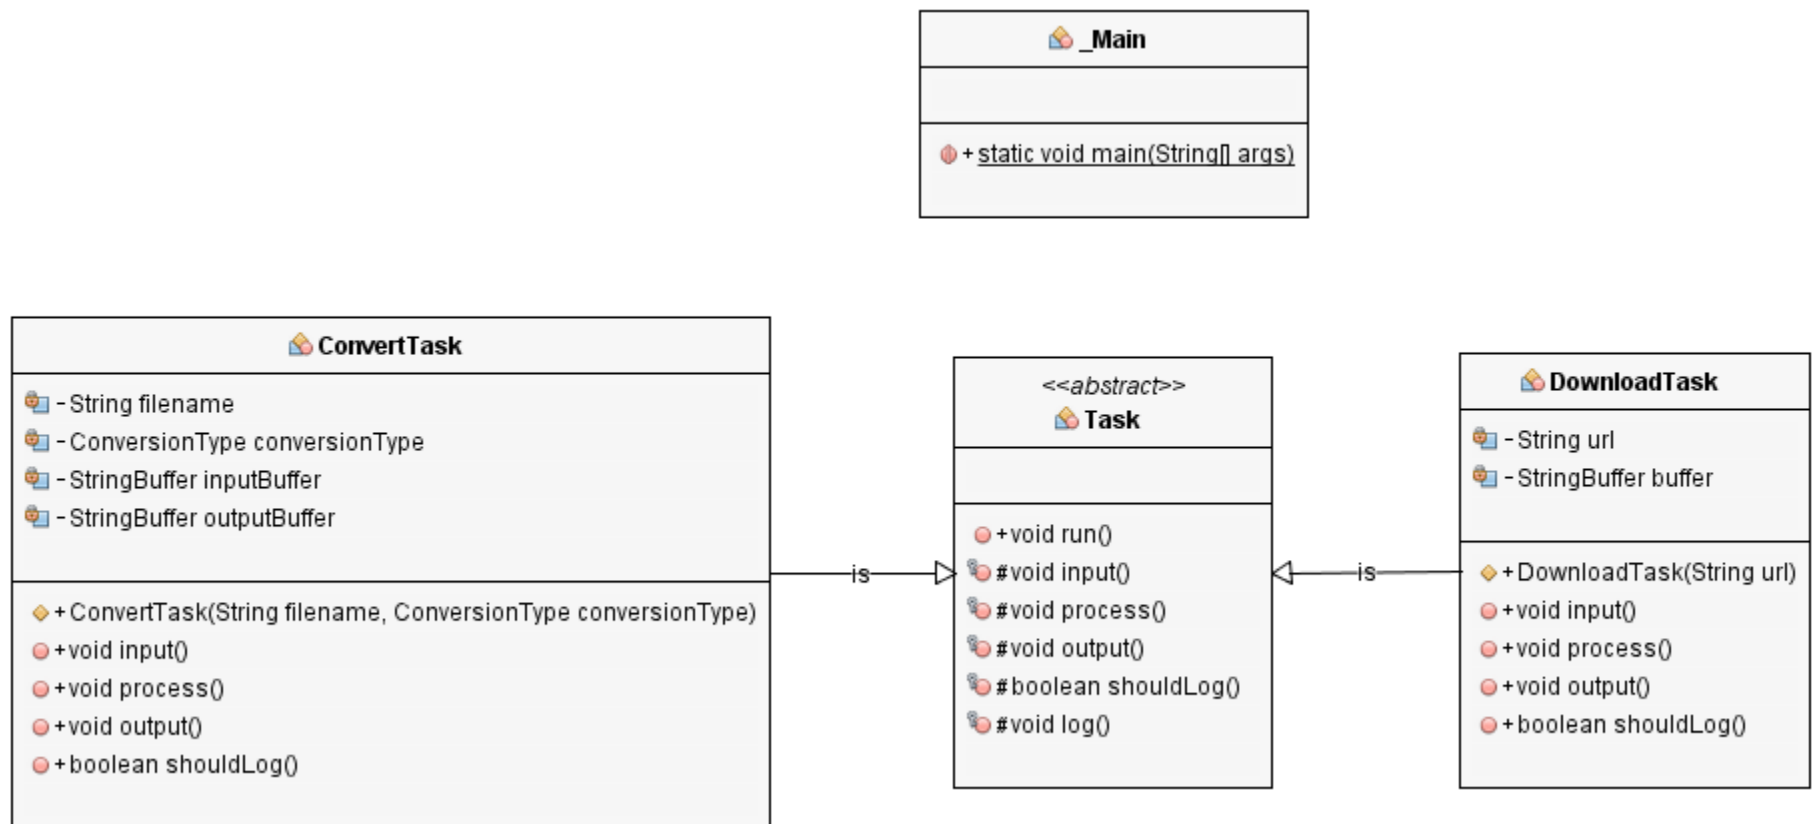 _Main
+ static void main(String[] args)
ConvertTask
- String filename
- ConversionType conversionType
- StringBuffer inputBuffer
- StringBuffer outputBuffer
+ ConvertTask(String filename, ConversionType conversionType)
+ void input()
+ void process()
+ void output()
+ boolean shouldLog()
is
<<abstract>>
Task
+ void run()
# void input()
# void process()
# void output()
# boolean shouldLog()
# void log()
is
DownloadTask
- String url
- StringBuffer buffer
+ DownloadTask(String url)
+ void input()
+ void process()
+ void output()
+ boolean shouldLog()